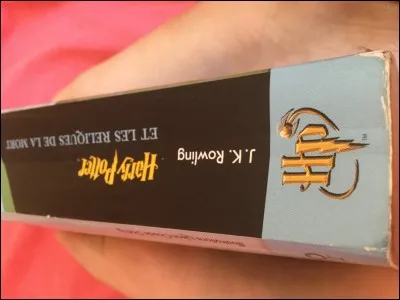 HP
J. K. Rowling
Harry Potter
ET LES RELIQUES DE LA MORT